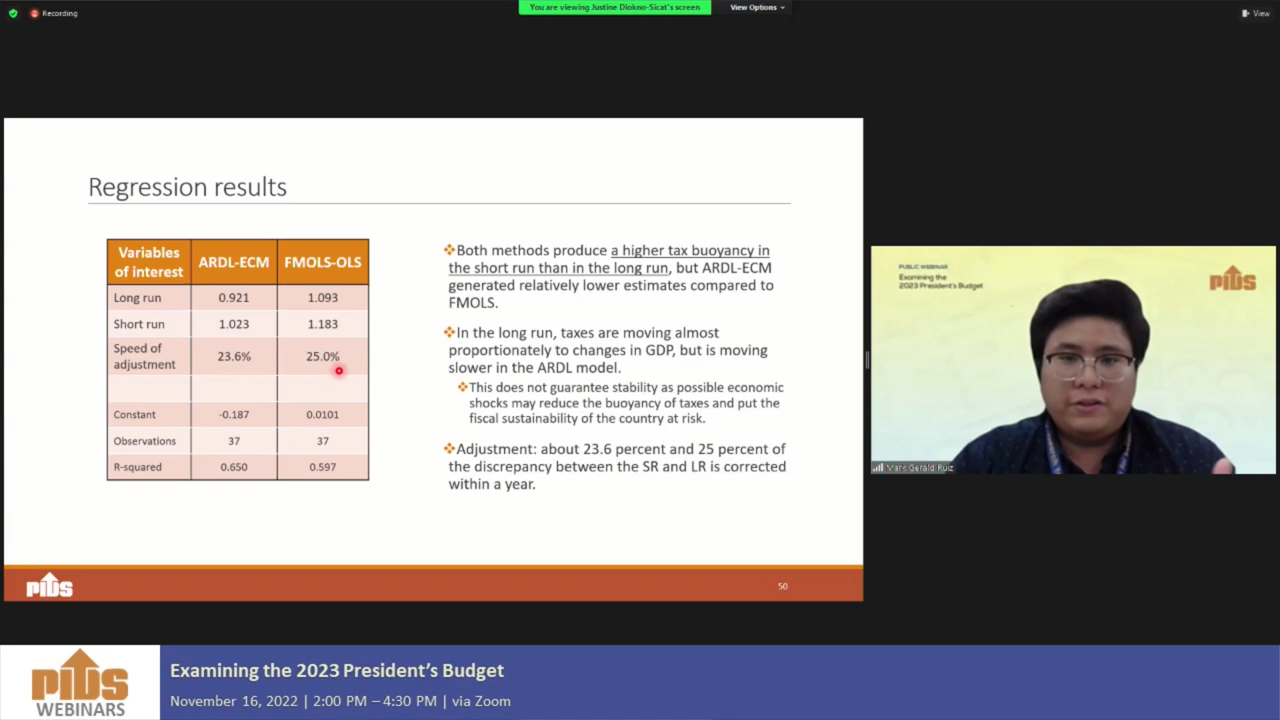 Recording
You are viewing Justine Diokno-Sicat's screen
View Options
View
Regression results
Variables of interest | ARDL-ECM | FMOLS-OLS
Long run | 0.921 | 1.093
Short run | 1.023 | 1.183
Speed of adjustment | 23.6% | 25.0%
Constant | -0.187 | 0.0101
Observations | 37 | 37
R-squared | 0.650 | 0.597
Both methods produce a higher tax buoyancy in
the short run than in the long run, but ARDL-ECM
generated relatively lower estimates compared to
FMOLS.
In the long run, taxes are moving almost
proportionately to changes in GDP, but is moving
slower in the ARDL model.
This does not guarantee stability as possible economic
shocks may reduce the buoyancy of taxes and put the
fiscal sustainability of the country at risk.
Adjustment: about 23.6 percent and 25 percent of
the discrepancy between the SR and LR is corrected
within a year.
PIDS
50
PUBLIC WEBINAR
Examining the
2023 President's Budget
PIDS
Marc Gerald Ruiz
PIDS
WEBINARS
Examining the 2023 President's Budget
November 16, 2022 | 2:00 PM – 4:30 PM | via Zoom